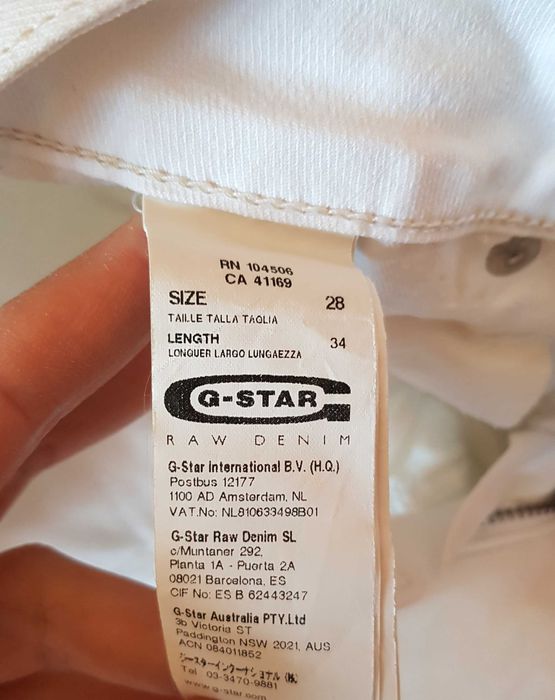 RN 104506
CA 41169
SIZE 28
TAILLE TALLA TAGLIA
LENGTH 34
LONGUER LARGO LUNGAEZZA
G-STAR
RAW DENIM
G-Star International B.V. (H.Q.)
Postbus 12177
1100 AD Amsterdam, NL
VAT.No: NL810633498B01
G-Star Raw Denim SL
c/Muntaner 292,
Planta 1A - Puorta 2A
08021 Barcelona, ES
CIF No: ES B 62443247
G-Star Australia PTY.Ltd
3b Victoria ST
Paddington NSW 2021, AUS
ACN 084011852
ジースターインターナショナル (株)
Tel 03-3470-9881
www.g-star.com